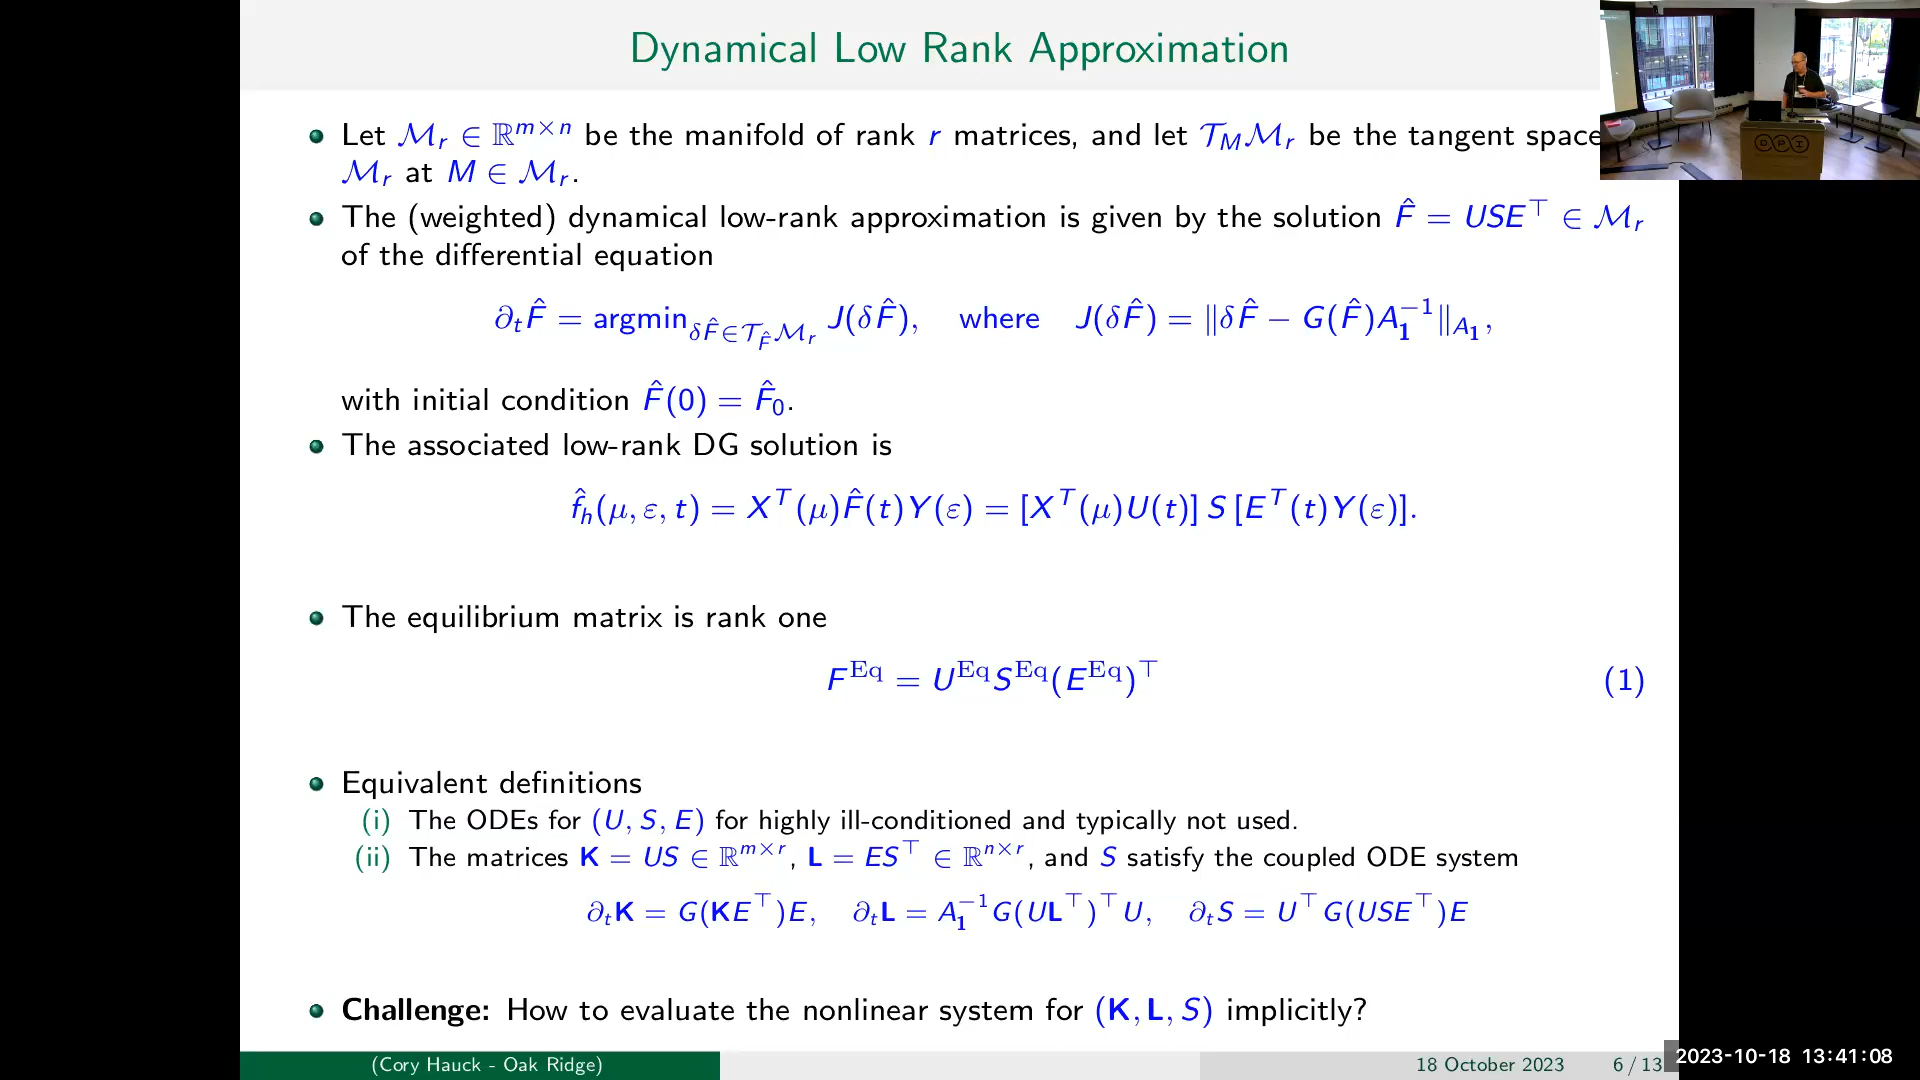 Dynamical Low Rank Approximation
Let ℳ_r ∈ ℝ^{m×n} be the manifold of rank r matrices, and let 𝒯_M ℳ_r be the tangent space
ℳ_r at M ∈ ℳ_r.
The (weighted) dynamical low-rank approximation is given by the solution F̂ = USE^⊤ ∈ ℳ_r
of the differential equation
∂_t F̂ = argmin_{δF̂∈𝒯_F̂ ℳ_r} J(δF̂), where J(δF̂) = ‖δF̂ − G(F̂)A_1^{−1}‖_{A_1},
with initial condition F̂(0) = F̂_0.
The associated low-rank DG solution is
f̂_h(μ, ε, t) = X^T(μ)F̂(t)Y(ε) = [X^T(μ)U(t)] S [E^T(t)Y(ε)].
The equilibrium matrix is rank one
F^{Eq} = U^{Eq}S^{Eq}(E^{Eq})^⊤ (1)
Equivalent definitions
(i) The ODEs for (U, S, E) for highly ill-conditioned and typically not used.
(ii) The matrices K = US ∈ ℝ^{m×r}, L = ES^⊤ ∈ ℝ^{n×r}, and S satisfy the coupled ODE system
∂_t K = G(KE^⊤)E, ∂_t L = A_1^{−1}G(UL^⊤)^⊤U, ∂_t S = U^⊤G(USE^⊤)E
Challenge: How to evaluate the nonlinear system for (K, L, S) implicitly?
(Cory Hauck - Oak Ridge) 18 October 2023 6 / 13
2023-10-18 13:41:08
DPI